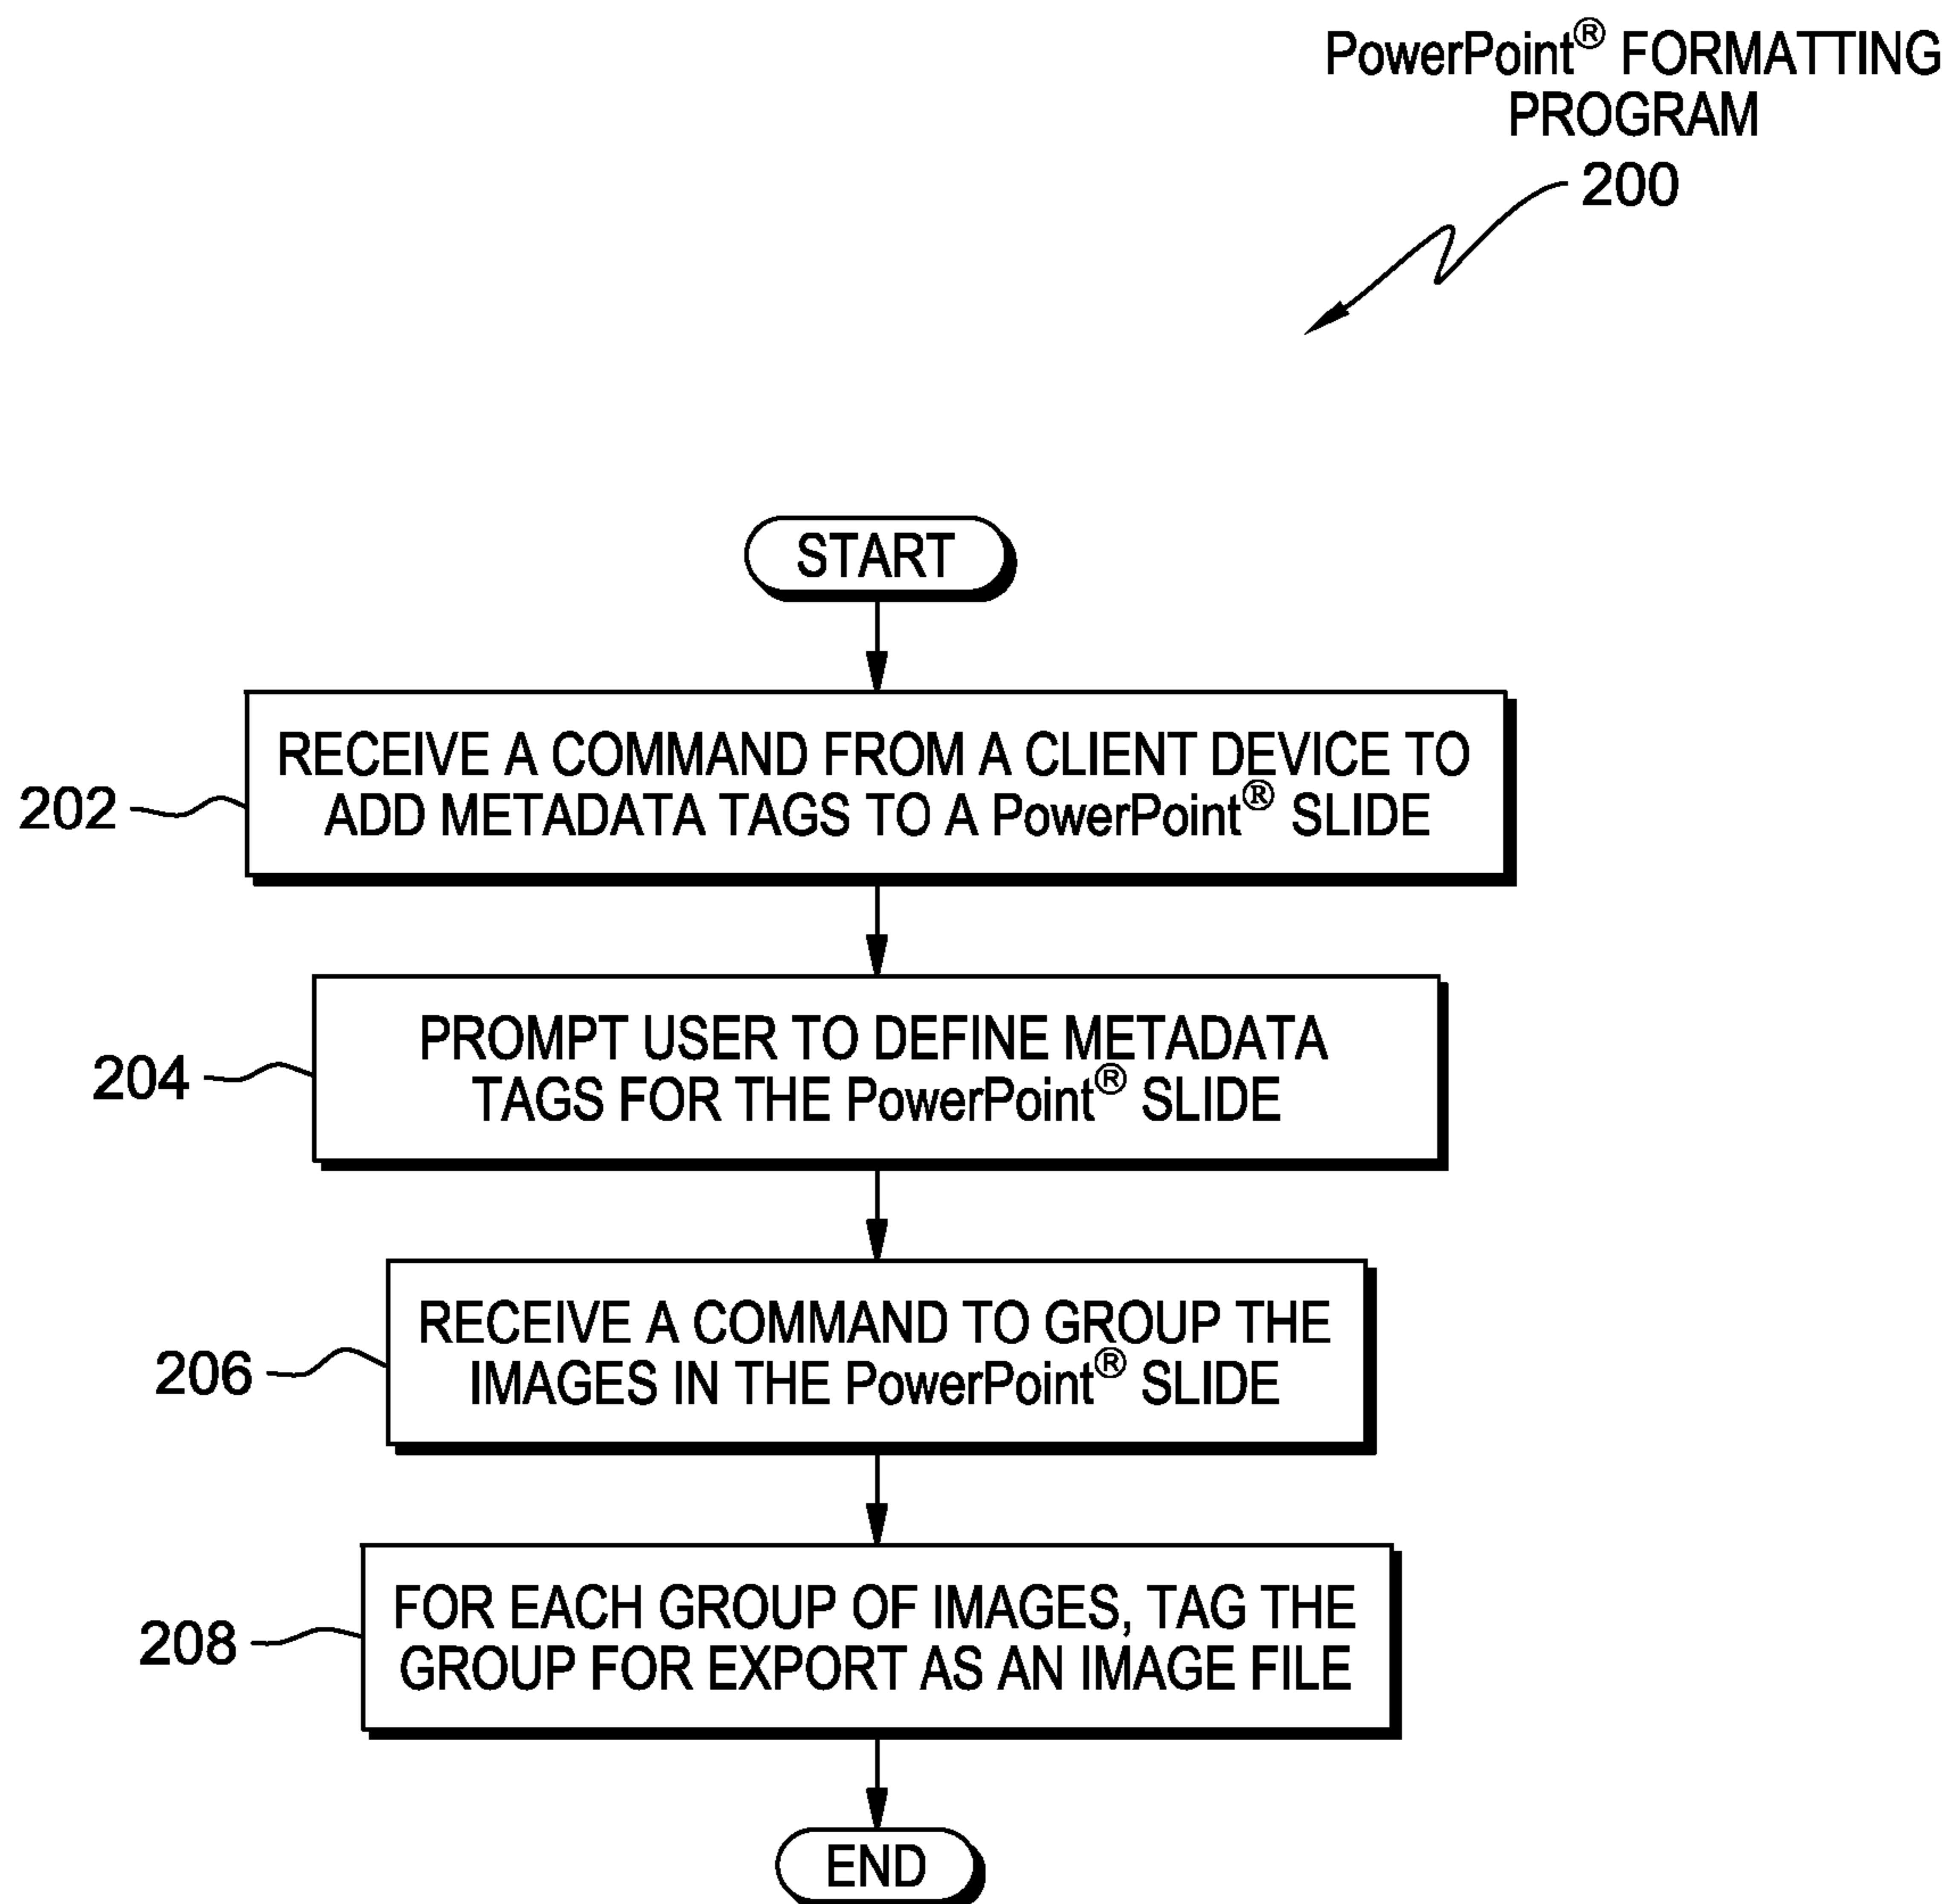 PowerPoint® FORMATTING
PROGRAM
200
START
RECEIVE A COMMAND FROM A CLIENT DEVICE TO
ADD METADATA TAGS TO A PowerPoint® SLIDE
202
PROMPT USER TO DEFINE METADATA
TAGS FOR THE PowerPoint® SLIDE
204
RECEIVE A COMMAND TO GROUP THE
IMAGES IN THE PowerPoint® SLIDE
206
FOR EACH GROUP OF IMAGES, TAG THE
GROUP FOR EXPORT AS AN IMAGE FILE
208
END